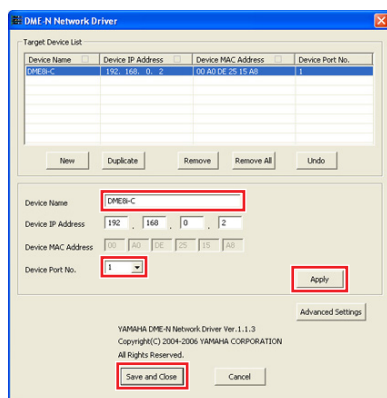 DME-N Network Driver
Target Device List
Device Name Device IP Address Device MAC Address Device Port No.
DME8i-C 192. 168. 0. 2 00 A0 DE 25 15 A8 1
New Duplicate Remove Remove All Undo
Device Name DME8i-C
Device IP Address 192 . 168 . 0 . 2
Device MAC Address 00 A0 DE 25 15 A8
Device Port No. 1
Apply
Advanced Settings
YAMAHA DME-N Network Driver Ver.1.1.3
Copyright(C) 2004-2006 YAMAHA CORPORATION
All Rights Reserved.
Save and Close Cancel